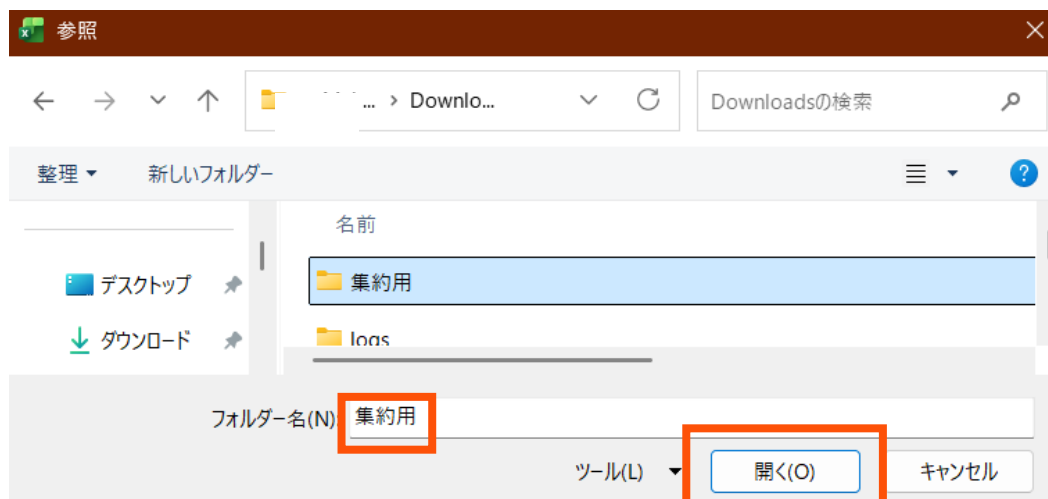 参照
... › Downlo...
Downloadsの検索
整理
新しいフォルダー
名前
デスクトップ
集約用
ダウンロード
logs
フォルダー名(N): 集約用
ツール(L)
開く(O)
キャンセル